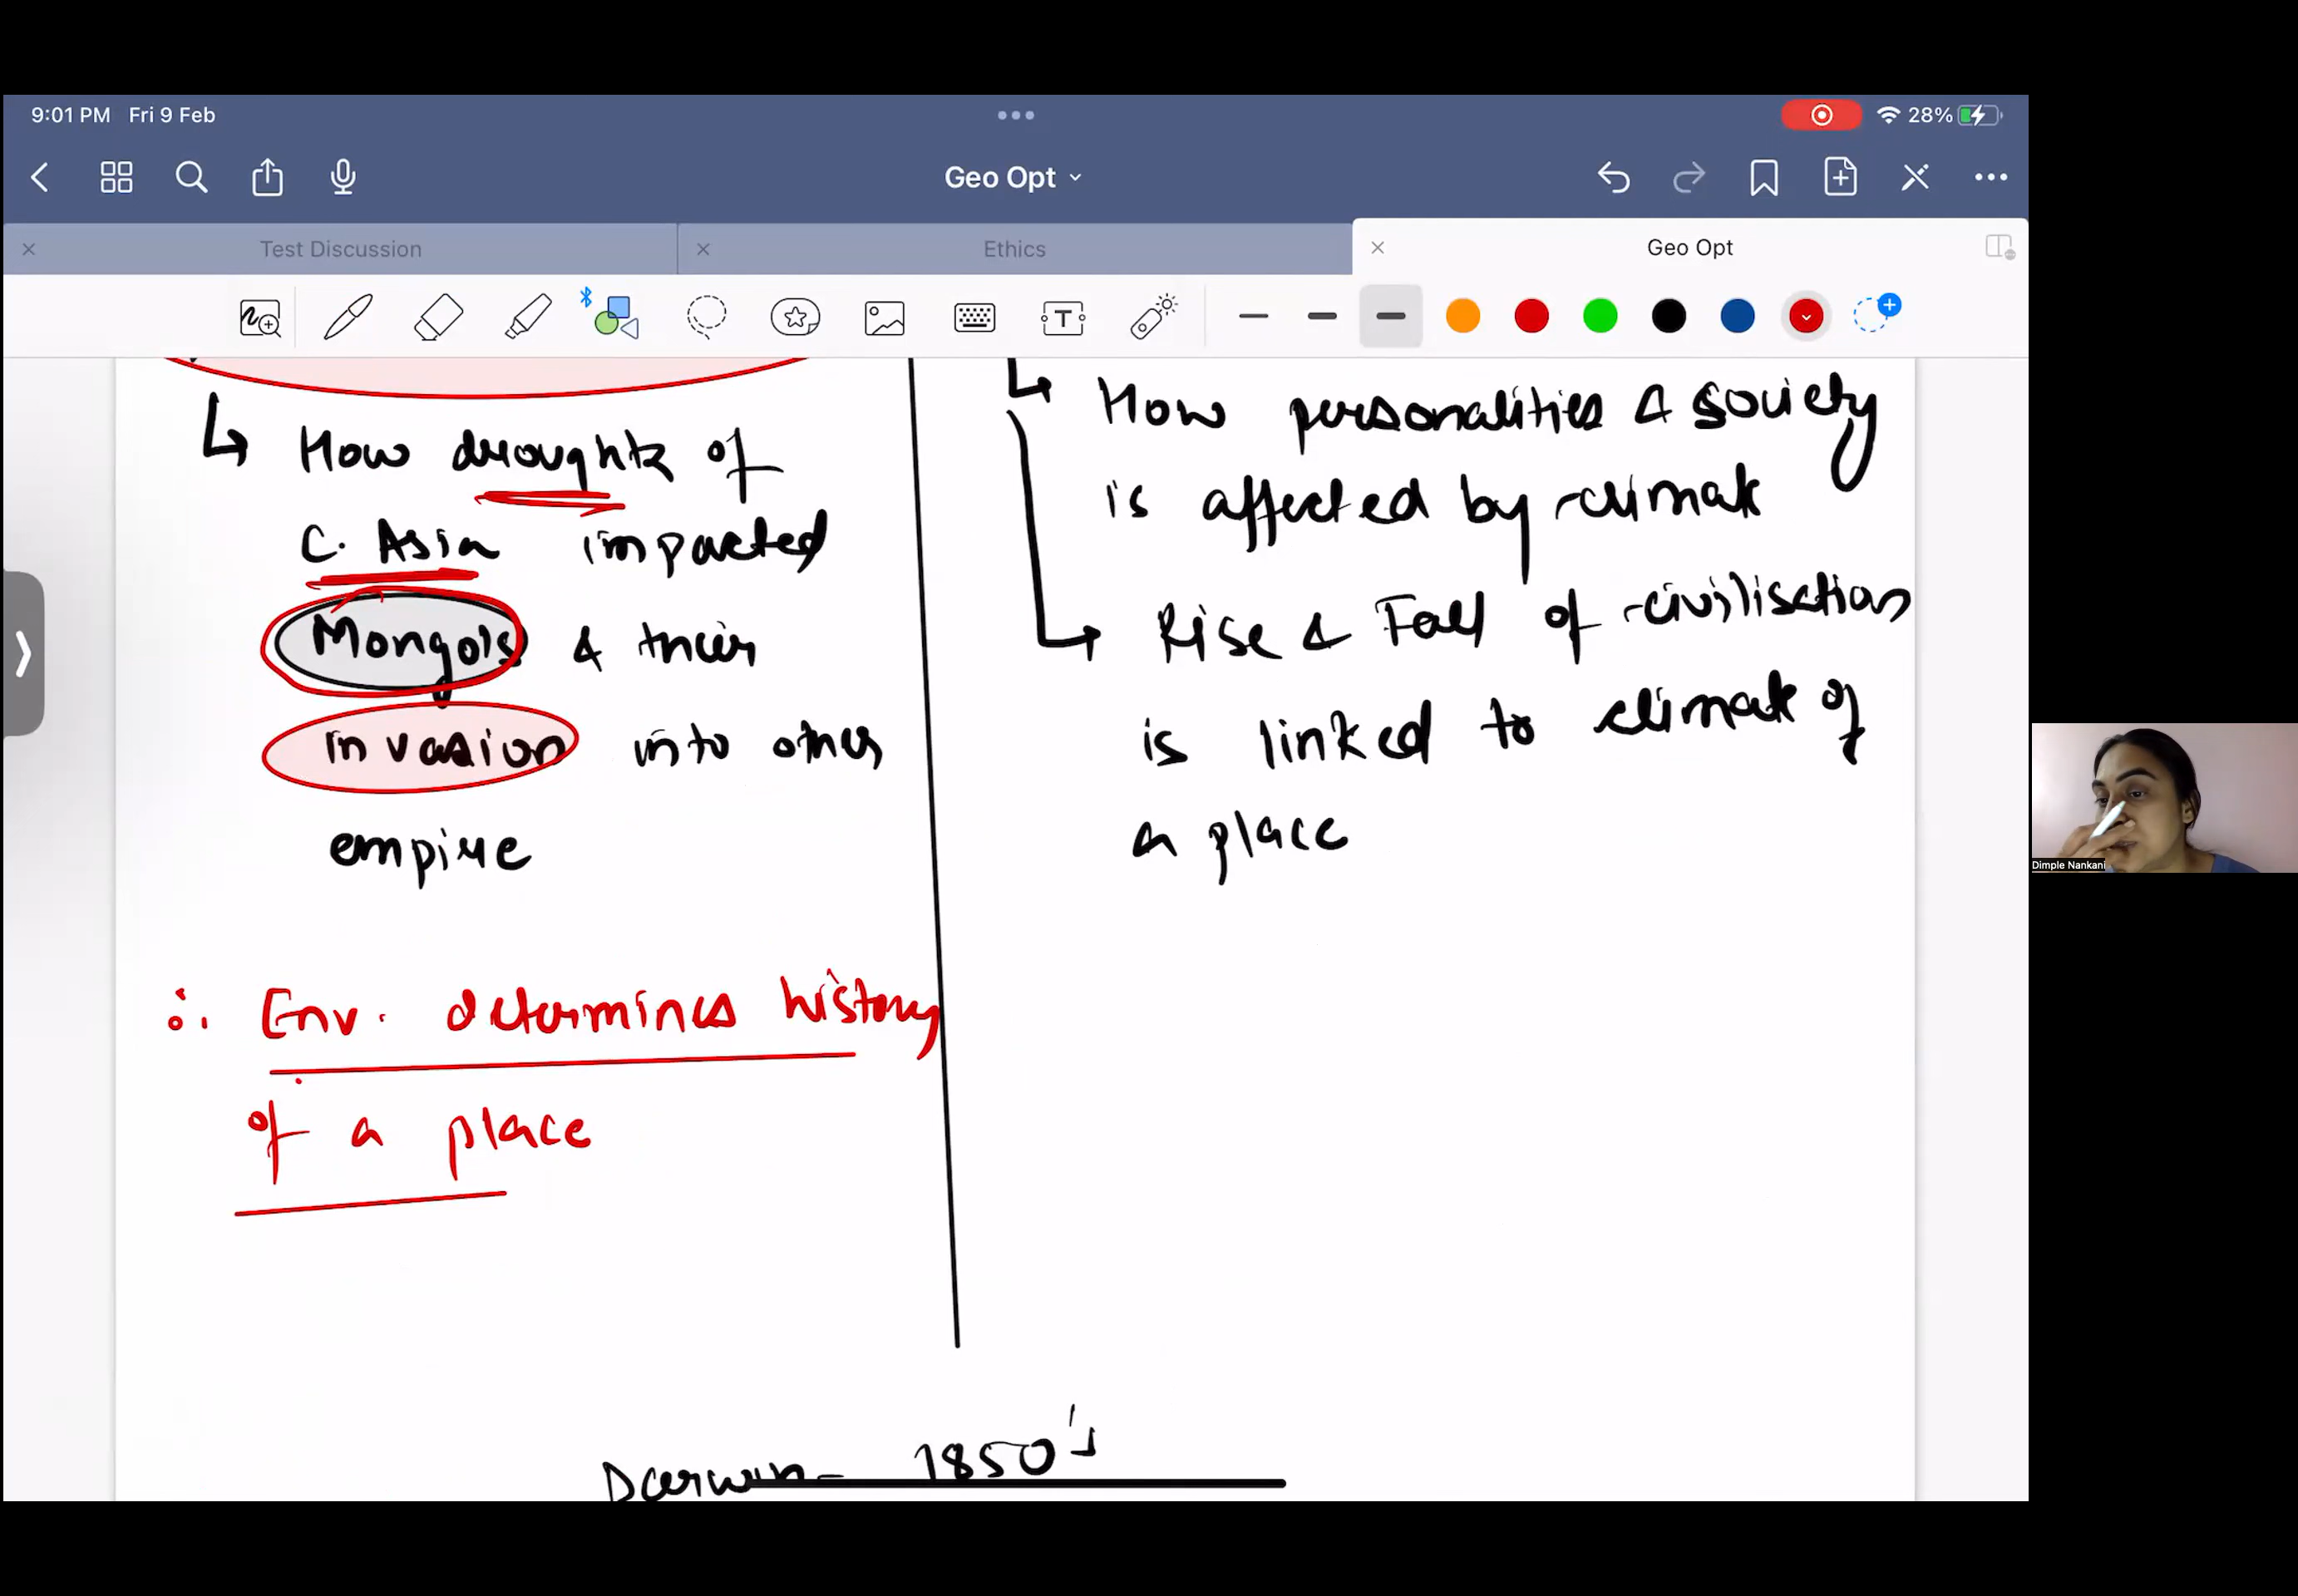 9:01 PM Fri 9 Feb
28%
Geo Opt
Test Discussion
Ethics
Geo Opt
T
How droughts of
C. Asia impacted
Mongols & their
invasion into other
empire
∴ Env. determines history
of a place
How personalities & society
is affected by climate
Rise & Fall of civilisation
is linked to climate of
a place
Darwin - 1850's
Dimple Nankani